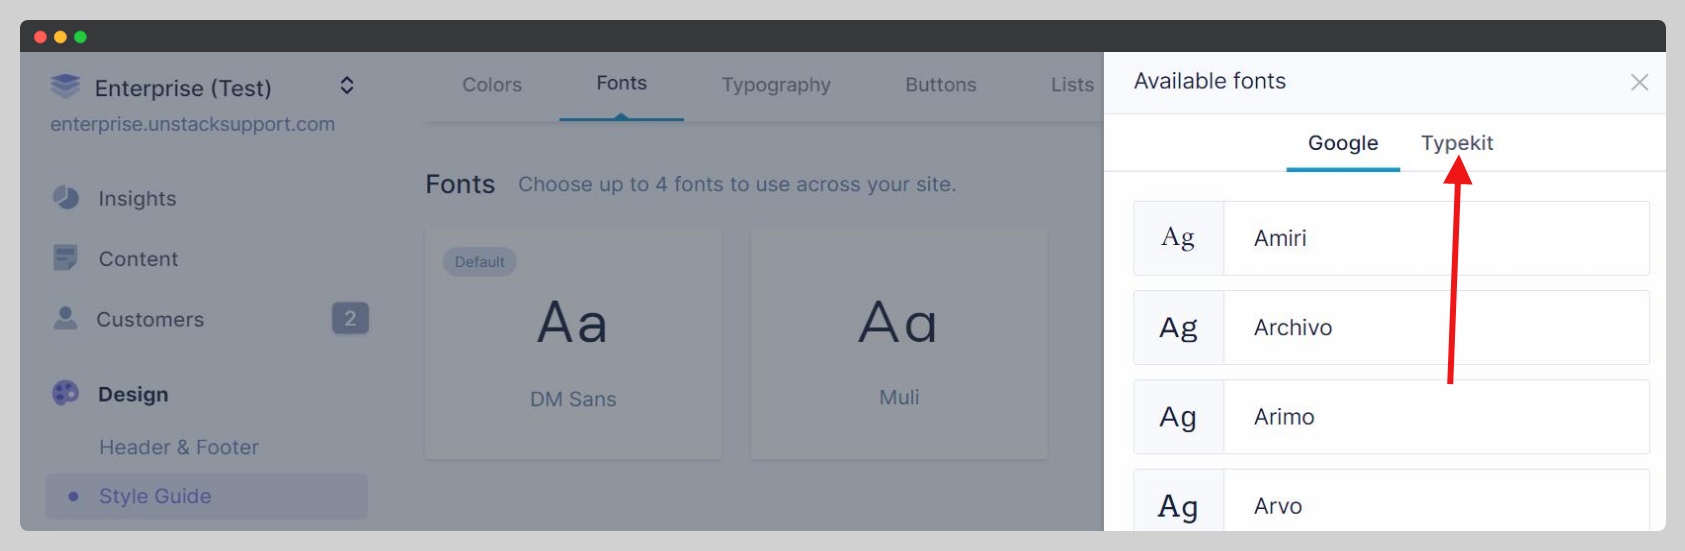 Enterprise (Test)
enterprise.unstacksupport.com
Insights
Content
Customers 2
Design
Header & Footer
Style Guide
Colors Fonts Typography Buttons Lists
Fonts Choose up to 4 fonts to use across your site.
Default
Aa
DM Sans
Aa
Muli
Available fonts
Google Typekit
Ag Amiri
Ag Archivo
Ag Arimo
Ag Arvo